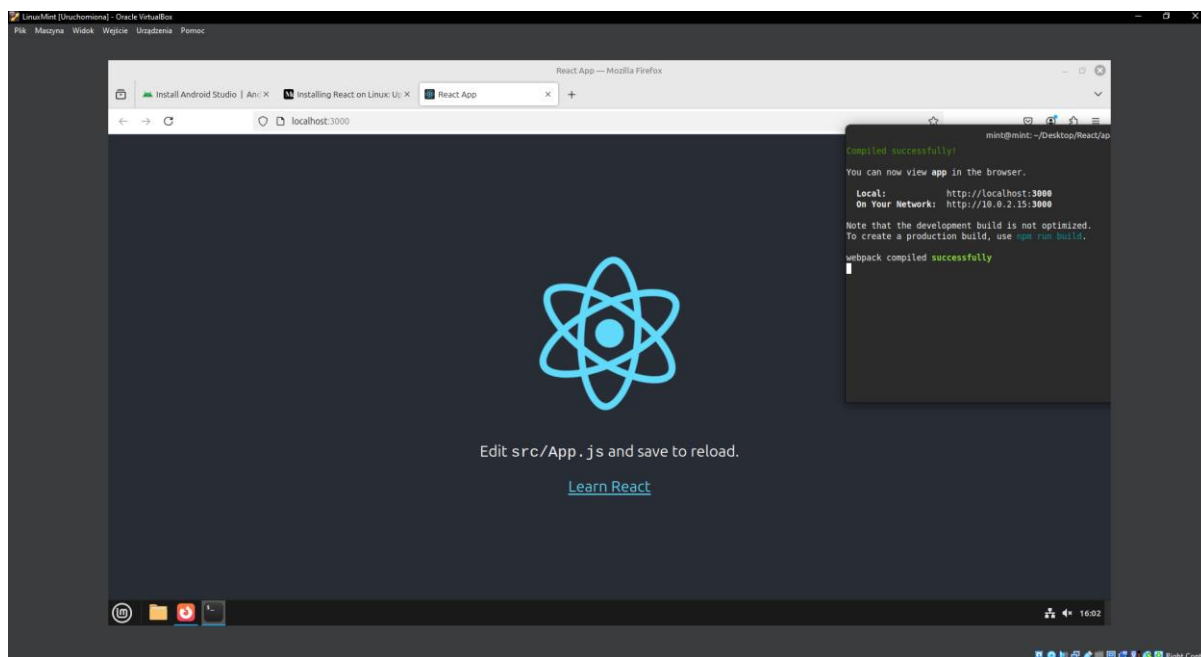 LinuxMint [Uruchomiona] - Oracle VirtualBox
Plik Maszyna Widok Wejście Urządzenia Pomoc
React App — Mozilla Firefox
Install Android Studio | And
Installing React on Linux: Up
React App
localhost:3000
mint@mint: ~/Desktop/React/ap
Compiled successfully!
You can now view app in the browser.
Local: http://localhost:3000
On Your Network: http://10.0.2.15:3000
Note that the development build is not optimized.
To create a production build, use npm run build.
webpack compiled successfully
Edit src/App.js and save to reload.
Learn React
16:02